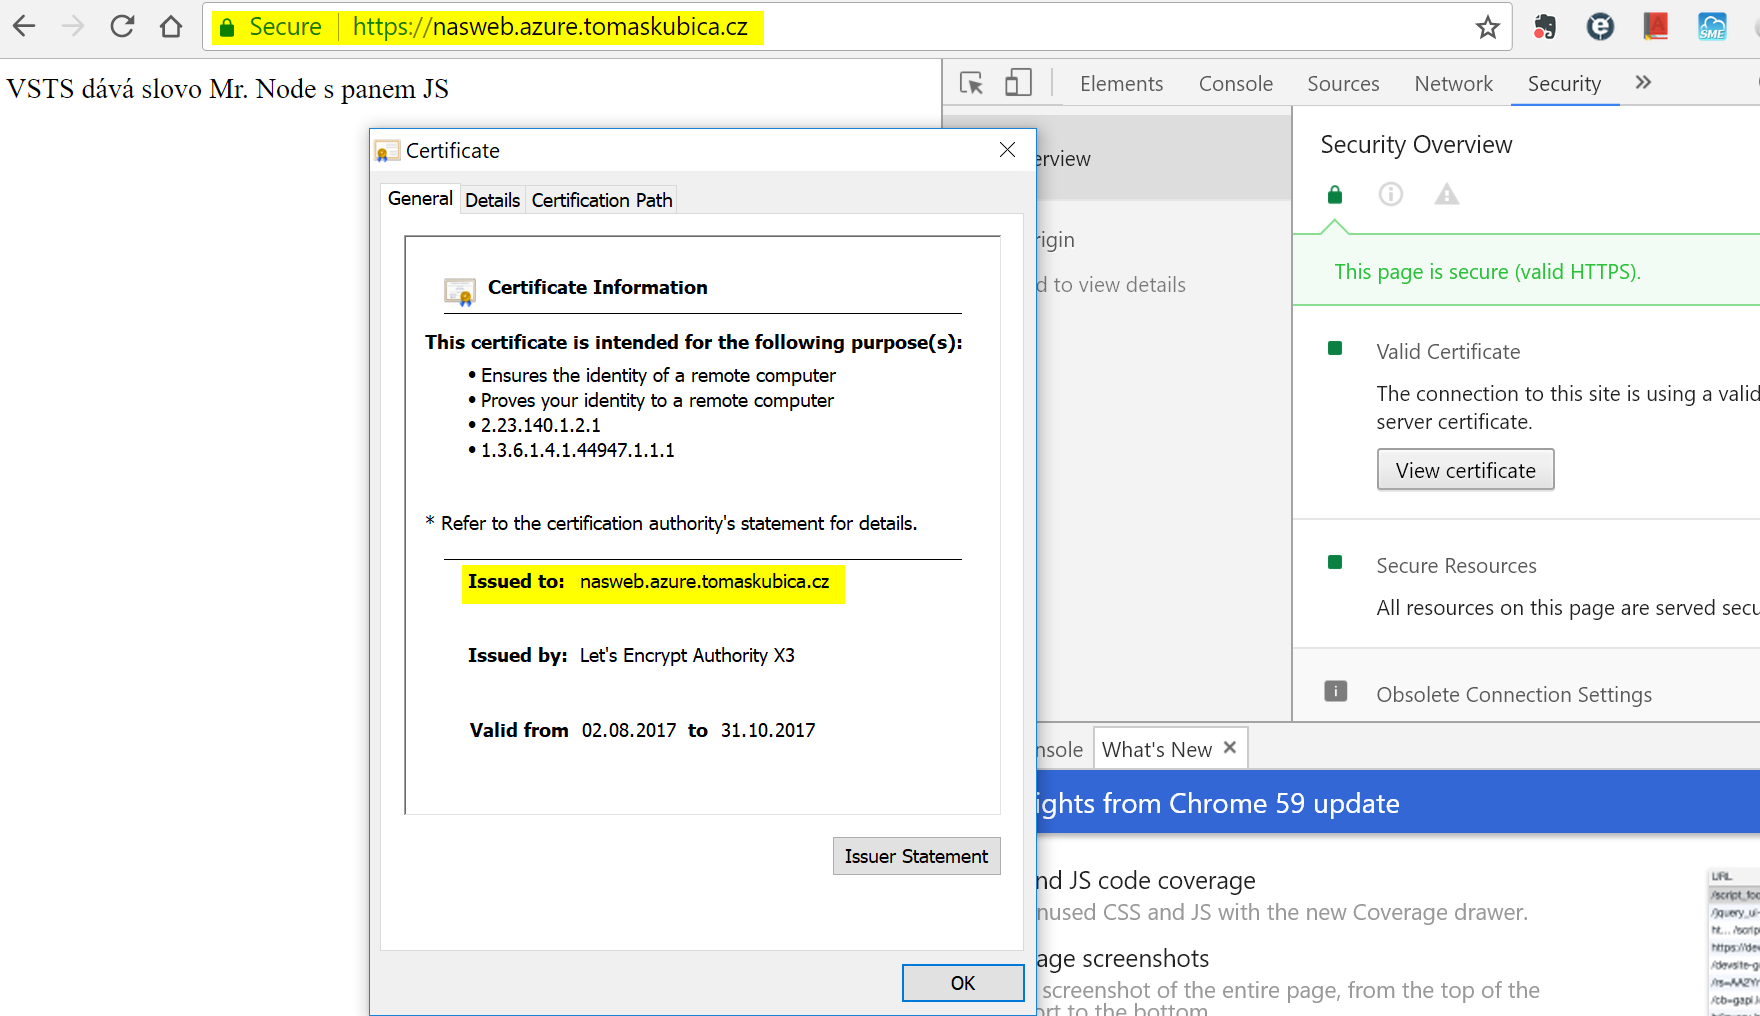 Secure https://nasweb.azure.tomaskubica.cz
SME
VSTS dává slovo Mr. Node s panem JS
Elements Console Sources Network Security »
Certificate
General Details Certification Path
Certificate Information
This certificate is intended for the following purpose(s):
• Ensures the identity of a remote computer
• Proves your identity to a remote computer
• 2.23.140.1.2.1
• 1.3.6.1.4.1.44947.1.1.1
* Refer to the certification authority's statement for details.
Issued to: nasweb.azure.tomaskubica.cz
Issued by: Let's Encrypt Authority X3
Valid from 02.08.2017 to 31.10.2017
Issuer Statement
OK
erview
rigin
d to view details
Security Overview
This page is secure (valid HTTPS).
Valid Certificate
The connection to this site is using a valid
server certificate.
View certificate
Secure Resources
All resources on this page are served secu
Obsolete Connection Settings
nsole What's New
ights from Chrome 59 update
nd JS code coverage
nused CSS and JS with the new Coverage drawer.
age screenshots
screenshot of the entire page, from the top of the
ort to the bottom.
URL